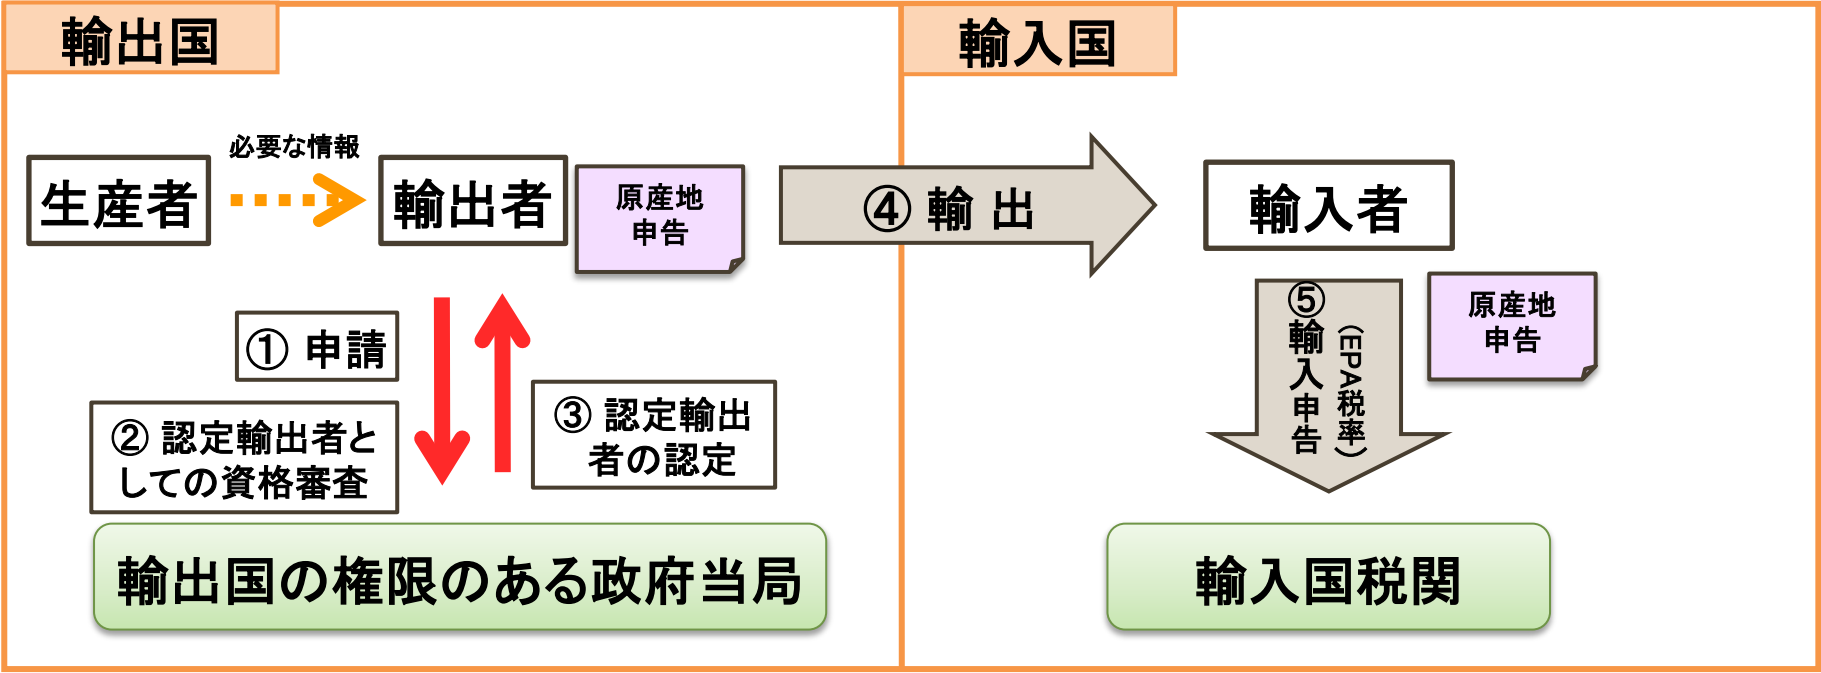 輸出国
輸入国
必要な情報
生産者
輸出者
原産地
申告
④ 輸 出
輸入者
① 申請
② 認定輸出者と
しての資格審査
③ 認定輸出
者の認定
⑤輸入申告
(EPA税率)
原産地
申告
輸出国の権限のある政府当局
輸入国税関